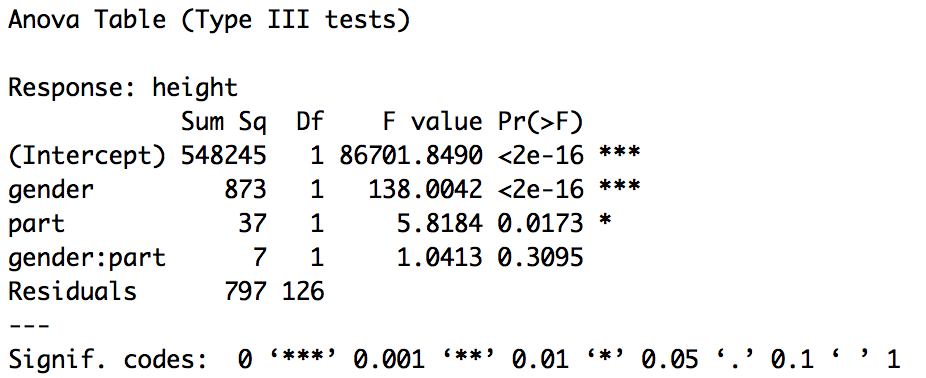 Anova Table (Type III tests)

Response: height
            Sum Sq  Df    F value Pr(>F)
(Intercept) 548245   1 86701.8490 <2e-16 ***
gender         873   1   138.0042 <2e-16 ***
part            37   1     5.8184 0.0173 *
gender:part      7   1     1.0413 0.3095
Residuals      797 126
---
Signif. codes:  0 ‘***’ 0.001 ‘**’ 0.01 ‘*’ 0.05 ‘.’ 0.1 ‘ ’ 1